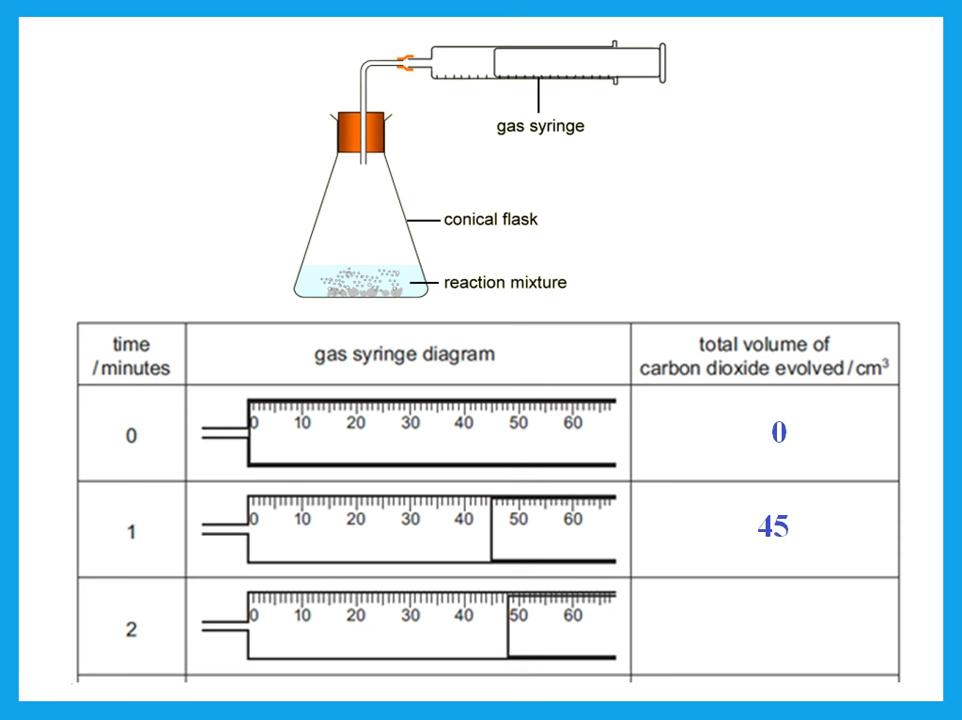 gas syringe
conical flask
reaction mixture
time
/minutes
gas syringe diagram
total volume of
carbon dioxide evolved/cm³
0
0 10 20 30 40 50 60
0
1
0 10 20 30 40 50 60
45
2
0 10 20 30 40 50 60